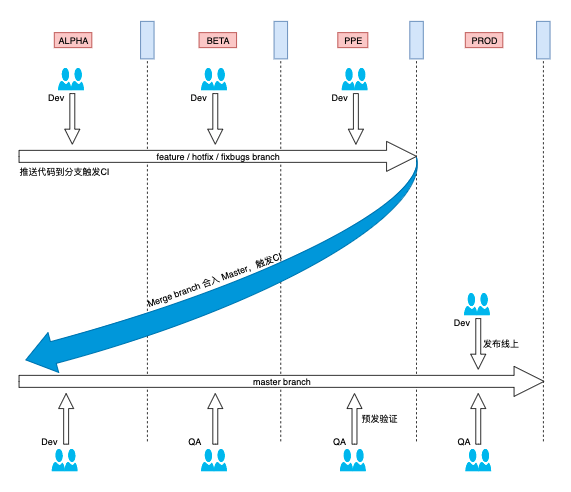 ALPHA
BETA
PPE
PROD
Dev
Dev
Dev
feature / hotfix / fixbugs branch
推送代码到分支触发CI
Merge branch 合入 Master，触发CI
Dev
发布线上
master branch
预发验证
Dev
QA
QA
QA